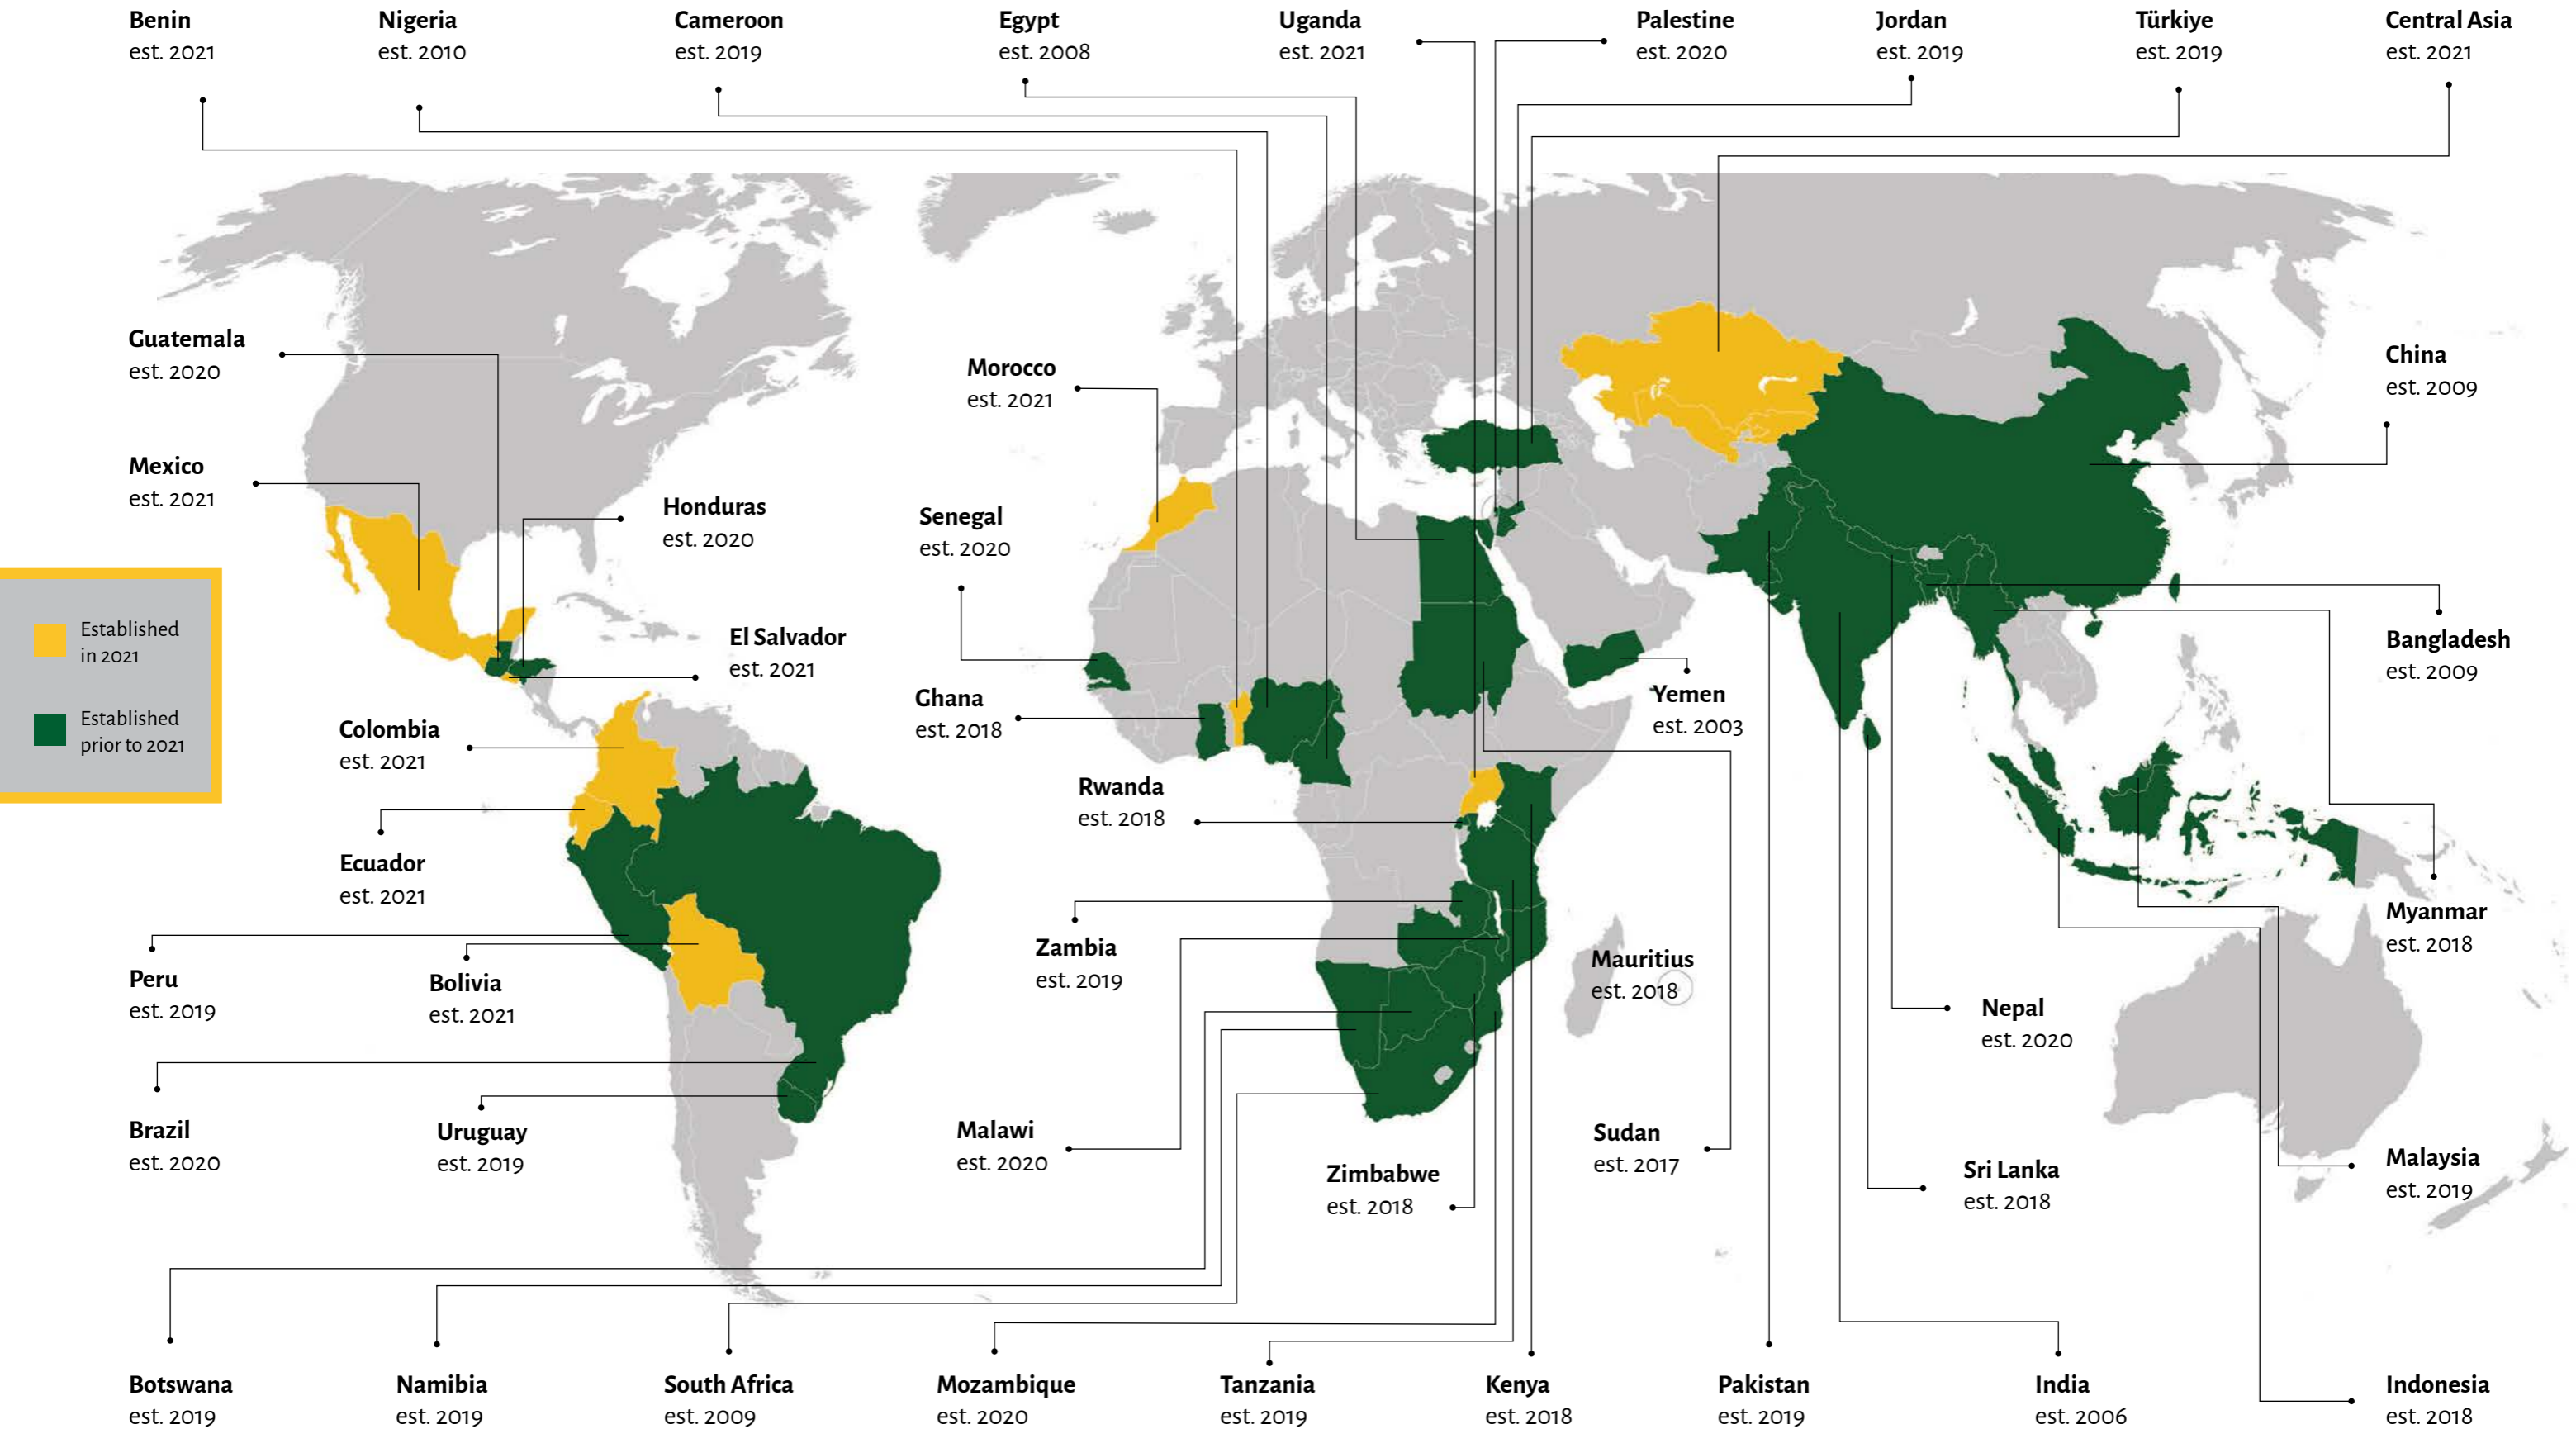 Benin
est. 2021
Nigeria
est. 2010
Cameroon
est. 2019
Egypt
est. 2008
Uganda
est. 2021
Palestine
est. 2020
Jordan
est. 2019
Türkiye
est. 2019
Central Asia
est. 2021
Guatemala
est. 2020
Mexico
est. 2021
Honduras
est. 2020
El Salvador
est. 2021
Morocco
est. 2021
Senegal
est. 2020
Ghana
est. 2018
China
est. 2009
Established
in 2021
Established
prior to 2021
Colombia
est. 2021
Ecuador
est. 2021
Rwanda
est. 2018
Yemen
est. 2003
Bangladesh
est. 2009
Peru
est. 2019
Bolivia
est. 2021
Zambia
est. 2019
Mauritius
est. 2018
Myanmar
est. 2018
Nepal
est. 2020
Brazil
est. 2020
Uruguay
est. 2019
Malawi
est. 2020
Zimbabwe
est. 2018
Sudan
est. 2017
Sri Lanka
est. 2018
Malaysia
est. 2019
Botswana
est. 2019
Namibia
est. 2019
South Africa
est. 2009
Mozambique
est. 2020
Tanzania
est. 2019
Kenya
est. 2018
Pakistan
est. 2019
India
est. 2006
Indonesia
est. 2018